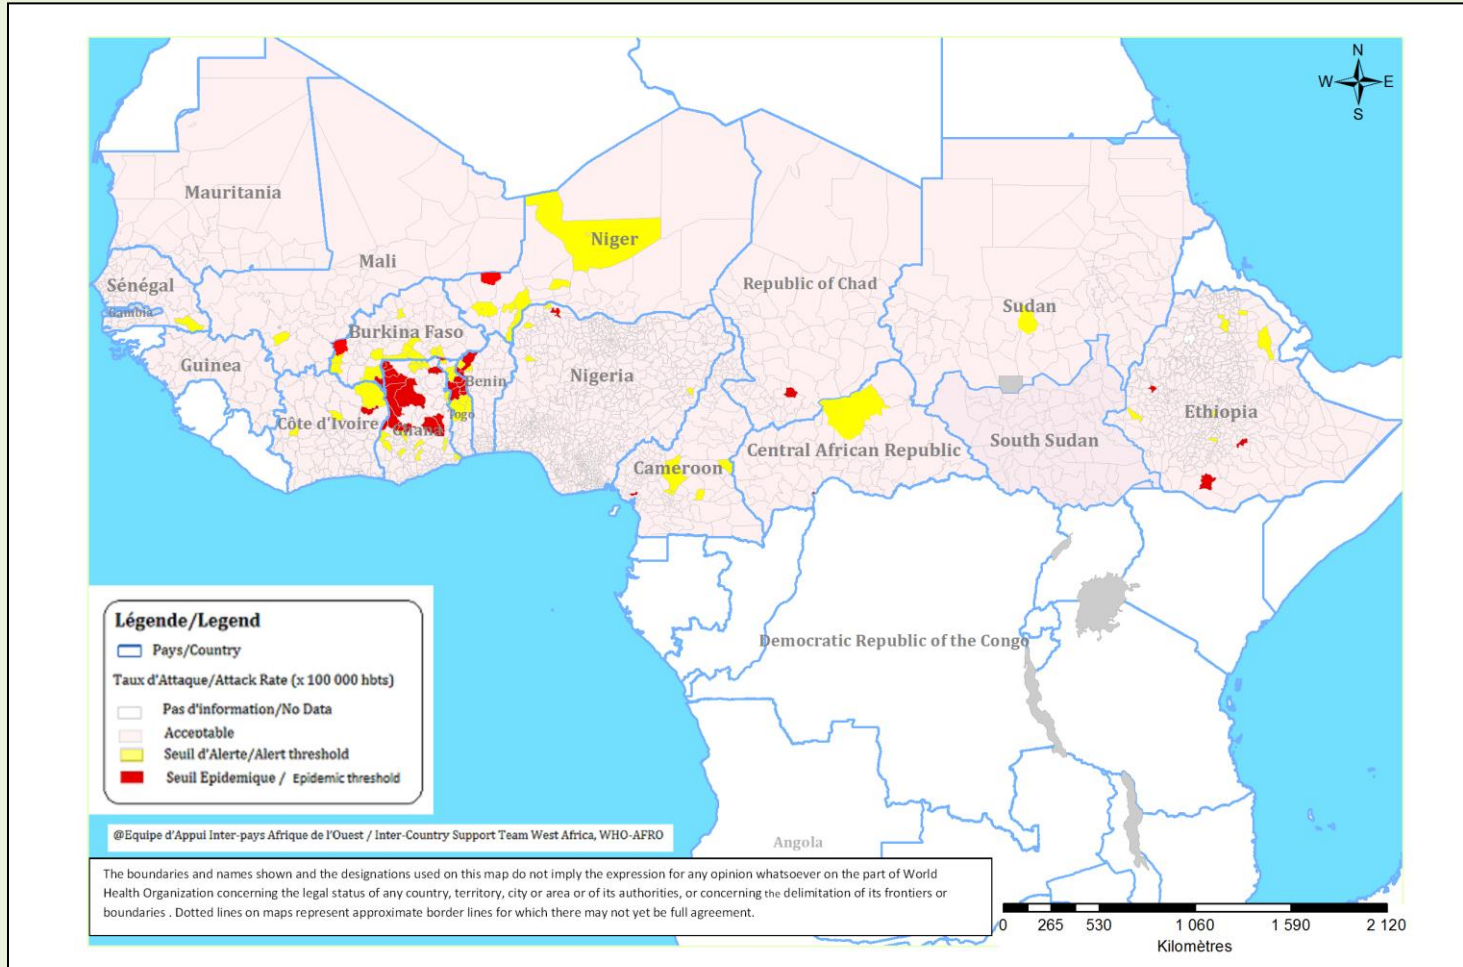 N
W E
S
Mauritania
Niger
Mali
Sénégal
Gambia
Republic of Chad
Sudan
Burkina Faso
Guinea
Nigeria
Benin
Togo
Ethiopia
Côte d'Ivoire
Ghana
South Sudan
Central African Republic
Cameroon
Democratic Republic of the Congo
Angola
Légende/Legend
Pays/Country
Taux d'Attaque/Attack Rate (x 100 000 hbts)
Pas d'information/No Data
Acceptable
Seuil d'Alerte/Alert threshold
Seuil Epidemique / Epidemic threshold
@Equipe d'Appui Inter-pays Afrique de l'Ouest / Inter-Country Support Team West Africa, WHO-AFRO
The boundaries and names shown and the designations used on this map do not imply the expression for any opinion whatsoever on the part of World
Health Organization concerning the legal status of any country, territory, city or area or of its authorities, or concerning the delimitation of its frontiers or
boundaries . Dotted lines on maps represent approximate border lines for which there may not yet be full agreement.
0 265 530 1 060 1 590 2 120
Kilomètres